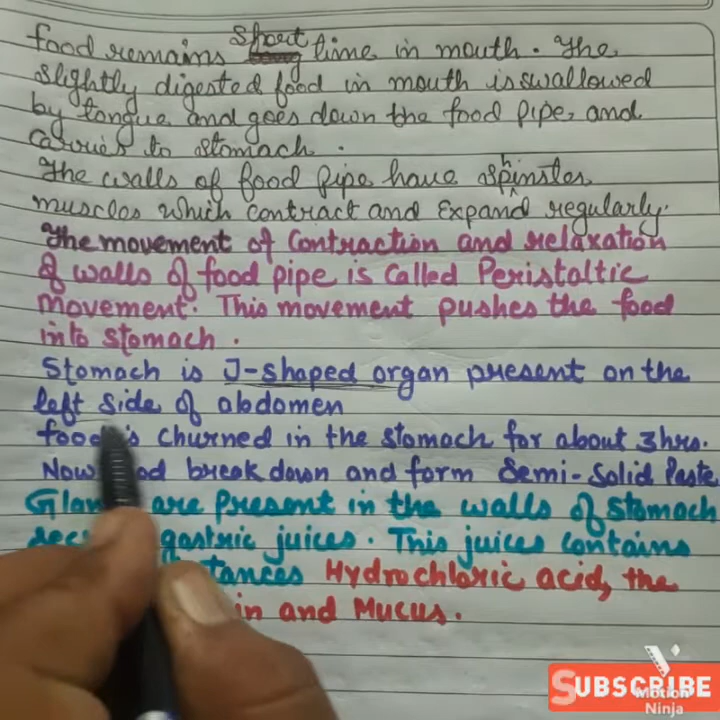 food remains short time in mouth. The
slightly digested food in mouth is swallowed
by tongue and goes down the food pipe, and
carries to stomach.
The walls of food pipe have sphinster
muscles which contract and expand regularly.
The movement of contraction and relaxation
of walls of food pipe is called Peristaltic
Movement. This movement pushes the food
into stomach.
Stomach is J-shaped organ present on the
left side of abdomen
food is churned in the stomach for about 3hrs.
Now break down and form Semi-Solid Paste
are present in the walls of stomach
gastric juices. This juices contains
Hydrochloric acid, the
and Mucus.
SUBSCRIBE
Motion
Ninja